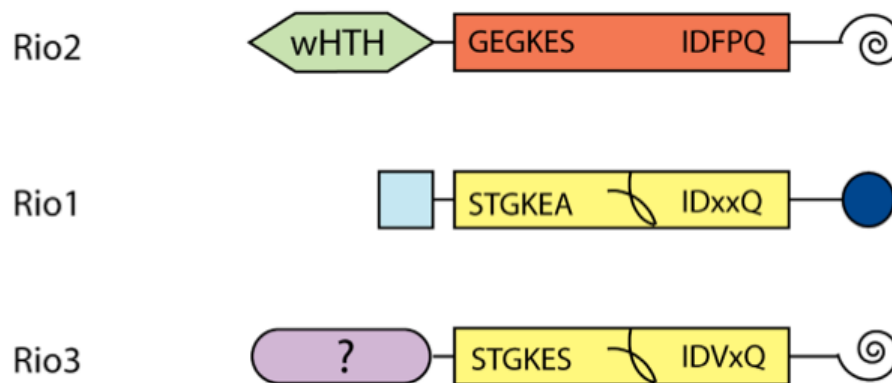 Rio2 wHTH GEGKES IDFPQ
Rio1 STGKEA IDxxQ
Rio3 ? STGKES IDVxQ